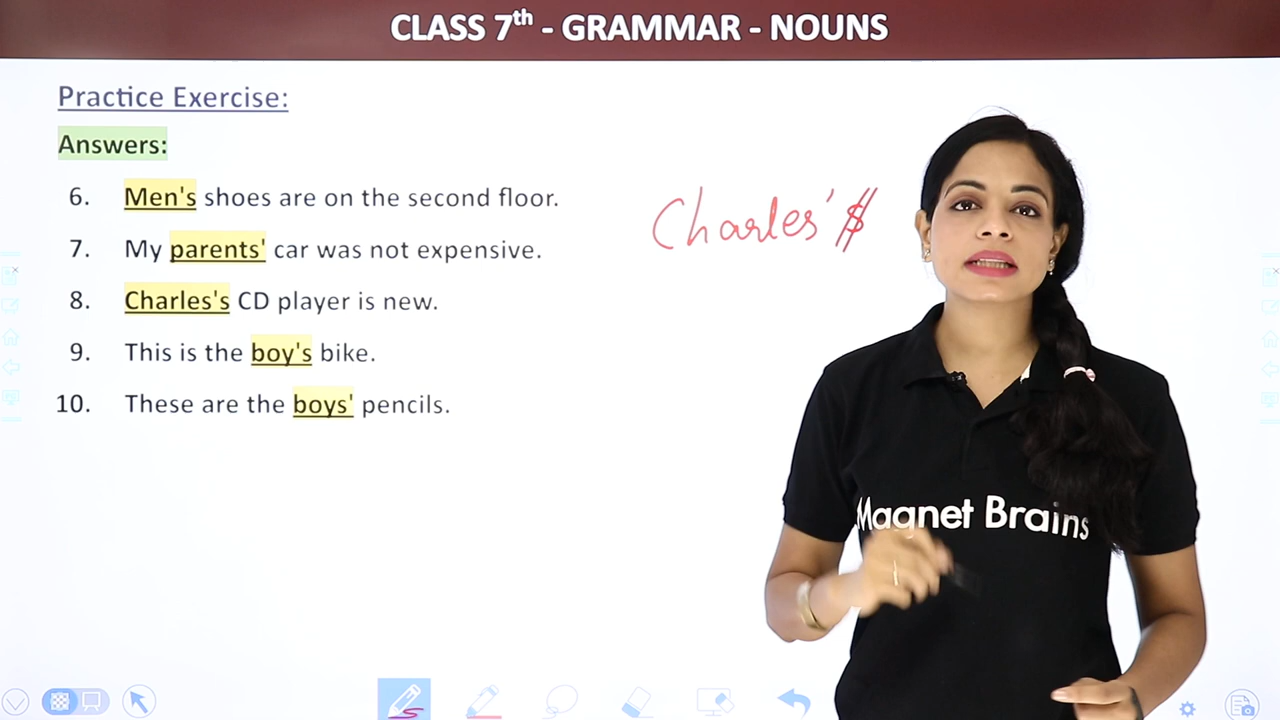 CLASS 7th - GRAMMAR - NOUNS
Practice Exercise:
Answers:
6. Men's shoes are on the second floor.
7. My parents' car was not expensive.
8. Charles's CD player is new.
9. This is the boy's bike.
10. These are the boys' pencils.
Charles's
Magnet Brains